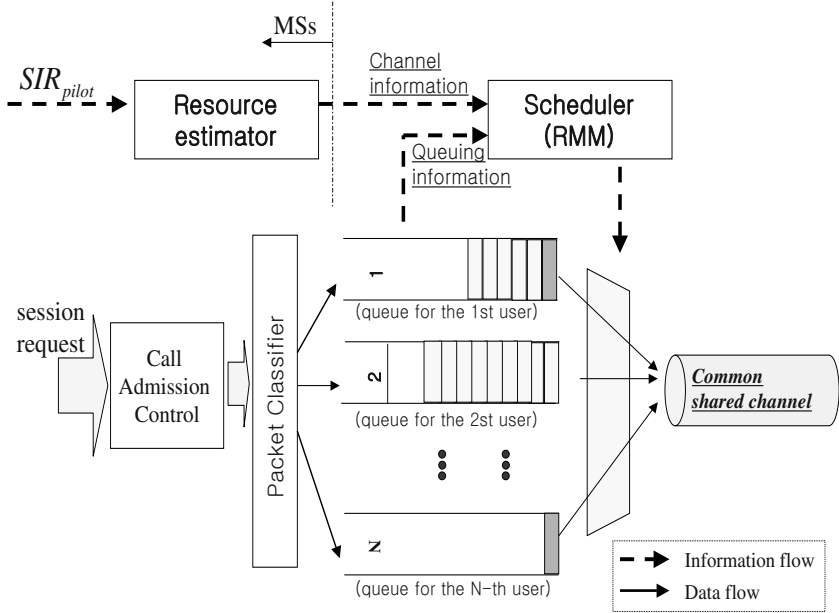 MSs
SIR pilot
Resource
estimator
Channel
information
Scheduler
(RMM)
Queuing
information
session
request
Call
Admission
Control
Packet Classifier
1
(queue for the 1st user)
2
(queue for the 2st user)
N
(queue for the N-th user)
Common
shared channel
Information flow
Data flow